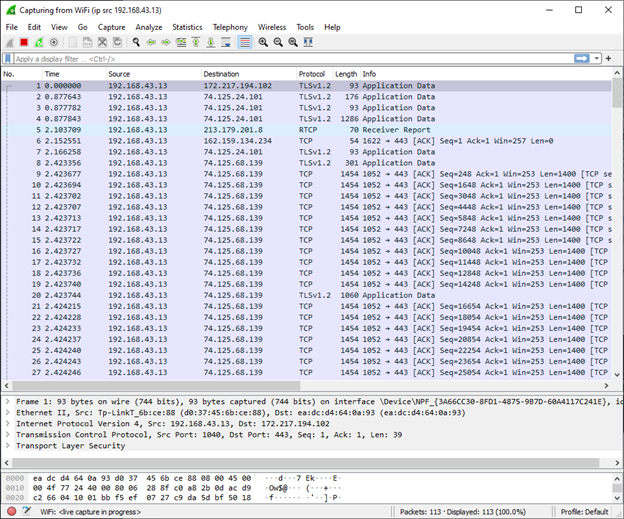 Capturing from WiFi (ip src 192.168.43.13)
File Edit View Go Capture Analyze Statistics Telephony Wireless Tools Help
Apply a display filter ... <Ctrl-/>
No. Time Source Destination Protocol Length Info
1 0.000000 192.168.43.13 172.217.194.102 TLSv1.2 93 Application Data
2 0.877643 192.168.43.13 74.125.24.101 TLSv1.2 176 Application Data
3 0.877782 192.168.43.13 74.125.24.101 TLSv1.2 93 Application Data
4 0.877843 192.168.43.13 74.125.24.101 TLSv1.2 1286 Application Data
5 2.103709 192.168.43.13 213.179.201.8 RTCP 70 Receiver Report
6 2.152551 192.168.43.13 162.159.134.234 TCP 54 1622 → 443 [ACK] Seq=1 Ack=1 Win=257 Len=0
7 2.166258 192.168.43.13 74.125.24.101 TLSv1.2 93 Application Data
8 2.423356 192.168.43.13 74.125.68.139 TLSv1.2 301 Application Data
9 2.423677 192.168.43.13 74.125.68.139 TCP 1454 1052 → 443 [ACK] Seq=248 Ack=1 Win=253 Len=1400 [TCP se
10 2.423694 192.168.43.13 74.125.68.139 TCP 1454 1052 → 443 [ACK] Seq=1648 Ack=1 Win=253 Len=1400 [TCP s
11 2.423702 192.168.43.13 74.125.68.139 TCP 1454 1052 → 443 [ACK] Seq=3048 Ack=1 Win=253 Len=1400 [TCP s
12 2.423707 192.168.43.13 74.125.68.139 TCP 1454 1052 → 443 [ACK] Seq=4448 Ack=1 Win=253 Len=1400 [TCP s
13 2.423713 192.168.43.13 74.125.68.139 TCP 1454 1052 → 443 [ACK] Seq=5848 Ack=1 Win=253 Len=1400 [TCP s
14 2.423717 192.168.43.13 74.125.68.139 TCP 1454 1052 → 443 [ACK] Seq=7248 Ack=1 Win=253 Len=1400 [TCP s
15 2.423722 192.168.43.13 74.125.68.139 TCP 1454 1052 → 443 [ACK] Seq=8648 Ack=1 Win=253 Len=1400 [TCP s
16 2.423727 192.168.43.13 74.125.68.139 TCP 1454 1052 → 443 [ACK] Seq=10048 Ack=1 Win=253 Len=1400 [TCP
17 2.423732 192.168.43.13 74.125.68.139 TCP 1454 1052 → 443 [ACK] Seq=11448 Ack=1 Win=253 Len=1400 [TCP
18 2.423736 192.168.43.13 74.125.68.139 TCP 1454 1052 → 443 [ACK] Seq=12848 Ack=1 Win=253 Len=1400 [TCP
19 2.423740 192.168.43.13 74.125.68.139 TCP 1454 1052 → 443 [ACK] Seq=14248 Ack=1 Win=253 Len=1400 [TCP
20 2.423744 192.168.43.13 74.125.68.139 TLSv1.2 1060 Application Data
21 2.424215 192.168.43.13 74.125.68.139 TCP 1454 1052 → 443 [ACK] Seq=16654 Ack=1 Win=253 Len=1400 [TCP
22 2.424228 192.168.43.13 74.125.68.139 TCP 1454 1052 → 443 [ACK] Seq=18054 Ack=1 Win=253 Len=1400 [TCP
23 2.424233 192.168.43.13 74.125.68.139 TCP 1454 1052 → 443 [ACK] Seq=19454 Ack=1 Win=253 Len=1400 [TCP
24 2.424237 192.168.43.13 74.125.68.139 TCP 1454 1052 → 443 [ACK] Seq=20854 Ack=1 Win=253 Len=1400 [TCP
25 2.424240 192.168.43.13 74.125.68.139 TCP 1454 1052 → 443 [ACK] Seq=22254 Ack=1 Win=253 Len=1400 [TCP
26 2.424243 192.168.43.13 74.125.68.139 TCP 1454 1052 → 443 [ACK] Seq=23654 Ack=1 Win=253 Len=1400 [TCP
27 2.424246 192.168.43.13 74.125.68.139 TCP 1454 1052 → 443 [ACK] Seq=25054 Ack=1 Win=253 Len=1400 [TCP
Frame 1: 93 bytes on wire (744 bits), 93 bytes captured (744 bits) on interface \Device\NPF_{3A66CC30-8FD1-4875-9B7D-60A4117C241E}, id
Ethernet II, Src: Tp-LinkT_6b:ce:88 (d0:37:45:6b:ce:88), Dst: ea:dc:d4:64:0a:93 (ea:dc:d4:64:0a:93)
Internet Protocol Version 4, Src: 192.168.43.13, Dst: 172.217.194.102
Transmission Control Protocol, Src Port: 1040, Dst Port: 443, Seq: 1, Ack: 1, Len: 39
Transport Layer Security
0000 ea dc d4 64 0a 93 d0 37 45 6b ce 88 08 00 45 00 ···d···7 Ek····E·
0010 00 4f 77 24 40 00 80 06 28 8f c0 a8 2b 0d ac d9 ·Ow$@··· (···+···
0020 c2 66 04 10 01 bb f5 ef 07 27 c9 da 5d bf 50 18 ·f······ ·'··]·P·
WiFi: <live capture in progress> Packets: 113 · Displayed: 113 (100.0%) Profile: Default